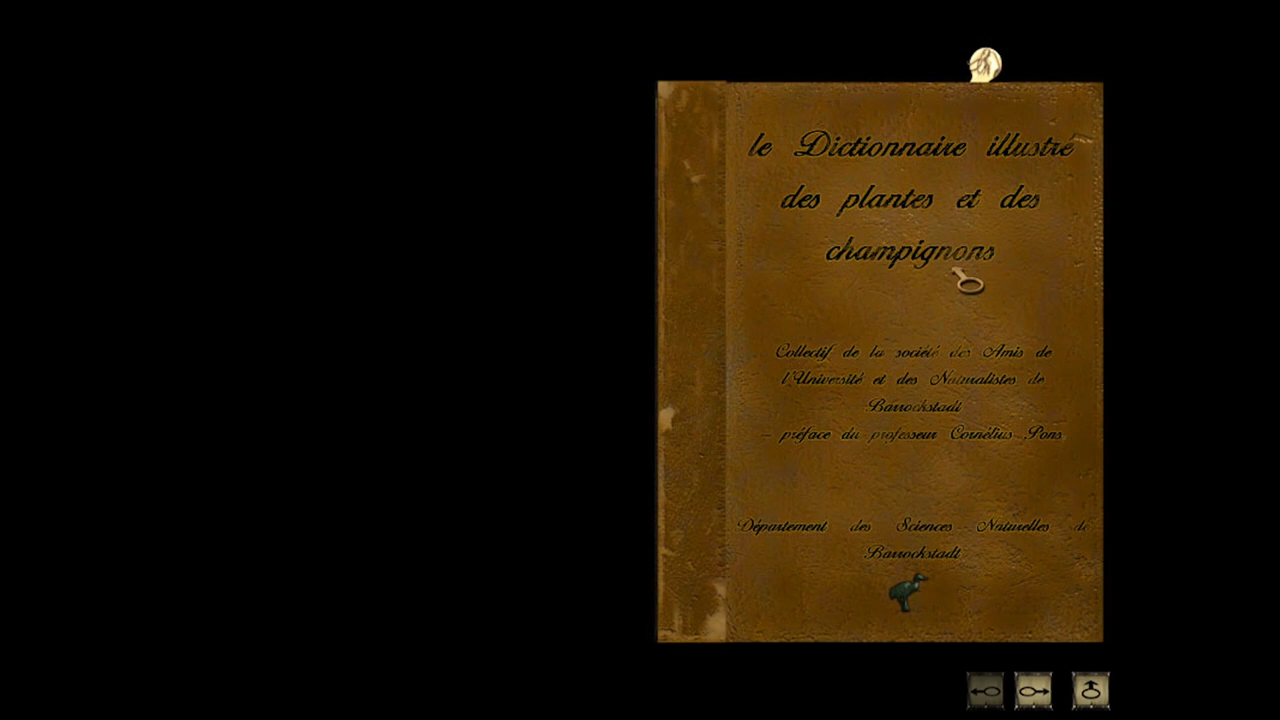 le Dictionnaire illustré
des plantes et des
champignons
Collectif de la société des Amis de
l'Université et des Naturalistes de
Barrockstadt
- préface du professeur Cornélius Pons
Département des Sciences Naturelles de
Barrockstadt